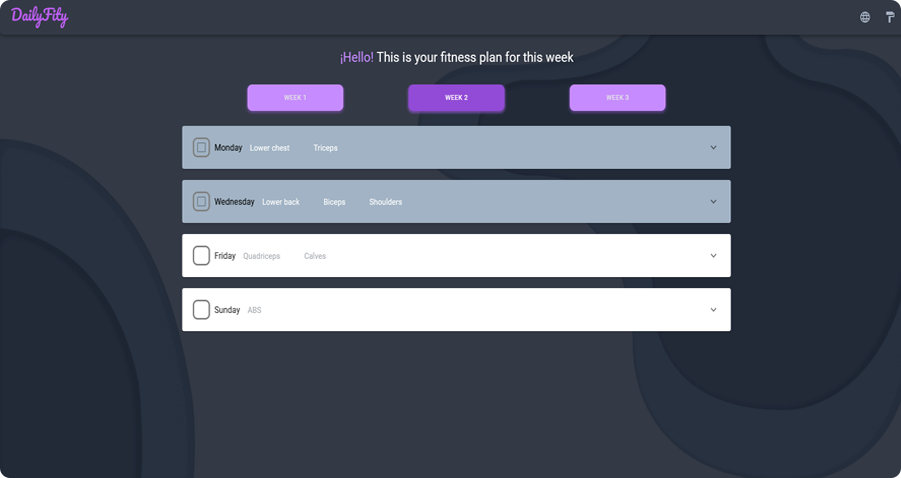 DailyFity
¡Hello! This is your fitness plan for this week
WEEK 1 WEEK 2 WEEK 3
Monday Lower chest Triceps
Wednesday Lower back Biceps Shoulders
Friday Quadriceps Calves
Sunday ABS